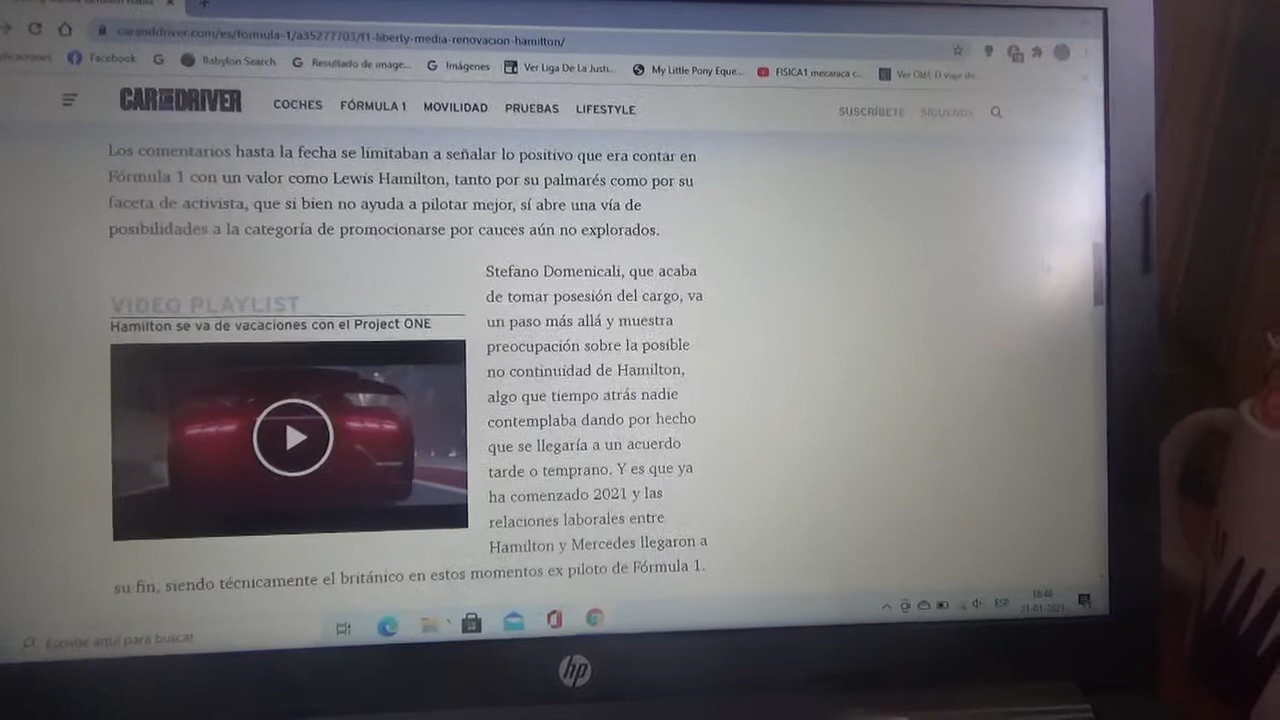 caranddriver.com/es/formula-1/a35277703/f1-liberty-media-renovacion-hamilton/
Facebook
Babylon Search
Resultado de image...
Imágenes
Ver Liga De La Justi...
My Little Pony Eque...
FISICA1 mecanica c...
CAR AND DRIVER
COCHES
FÓRMULA 1
MOVILIDAD
PRUEBAS
LIFESTYLE
SUSCRÍBETE
SÍGUENOS
Los comentarios hasta la fecha se limitaban a señalar lo positivo que era contar en
Fórmula 1 con un valor como Lewis Hamilton, tanto por su palmarés como por su
faceta de activista, que si bien no ayuda a pilotar mejor, sí abre una vía de
posibilidades a la categoría de promocionarse por cauces aún no explorados.
VIDEO PLAYLIST
Hamilton se va de vacaciones con el Project ONE
Stefano Domenicali, que acaba
de tomar posesión del cargo, va
un paso más allá y muestra
preocupación sobre la posible
no continuidad de Hamilton,
algo que tiempo atrás nadie
contemplaba dando por hecho
que se llegaría a un acuerdo
tarde o temprano. Y es que ya
ha comenzado 2021 y las
relaciones laborales entre
Hamilton y Mercedes llegaron a
su fin, siendo técnicamente el británico en estos momentos ex piloto de Fórmula 1.
Escribe aquí para buscar
ESP
21-01-2021
hp